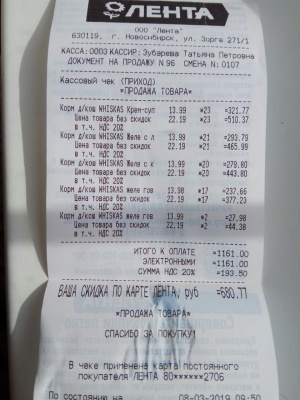 ЛЕНТА
ООО "Лента"
630119, г. Новосибирск, ул. Зорге 271/1
КАССА:0003 КАССИР:Зубарева Татьяна Петровна
ДОКУМЕНТ НА ПРОДАЖУ N.96 СМЕНА N:0107
Кассовый чек (ПРИХОД)
*ПРОДАЖА ТОВАРА*
Корм д/кош WHISKAS Крем-суп 13.99 *23 =321.77
Цена товара без скидок 22.19 *23 =510.37
в т.ч. НДС 20%
Корм д/кош WHISKAS Желе с л 13.99 *21 =293.79
Цена товара без скидок 22.19 *21 =465.99
в т.ч. НДС 20%
Корм д/кош WHISKAS Желе с к 13.99 *20 =279.80
Цена товара без скидок 22.19 *20 =443.80
в т.ч. НДС 20%
Корм д/кош WHISKAS желе гов 13.98 *17 =237.66
Цена товара без скидок 22.19 *17 =377.23
в т.ч. НДС 20%
Корм д/кош WHISKAS желе гов 13.99 *2 =27.98
Цена товара без скидок 22.19 *2 =44.38
в т.ч. НДС 20%
ИТОГО К ОПЛАТЕ =1161.00
ЭЛЕКТРОННЫМИ =1161.00
СУММА НДС 20% =193.50
ВАША СКИДКА ПО КАРТЕ ЛЕНТА, руб =680.77
*ПРОДАЖА ТОВАРА*
СПАСИБО ЗА ПОКУПКУ!
В чеке применена карта постоянного
покупателя ЛЕНТА 80******2706
По состоянию на 08-03-2019 09:50